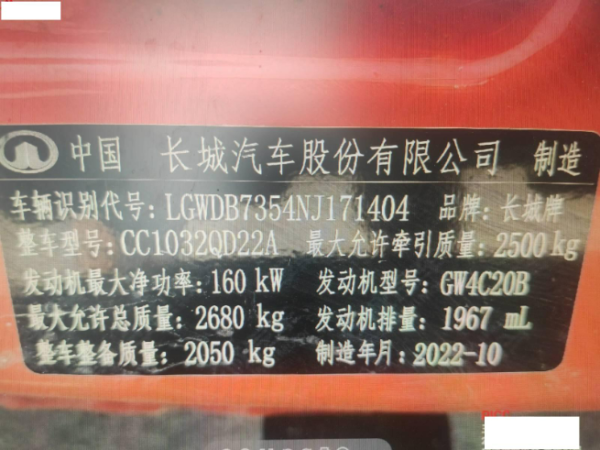 中国 长城汽车股份有限公司 制造
车辆识别代号:LGWDB7354NJ171404 品牌:长城牌
整车型号:CC1032QD22A 最大允许牵引质量:2500kg
发动机最大净功率:160 kW 发动机型号:GW4C20B
最大允许总质量:2680 kg 发动机排量:1967 mL
整车整备质量:2050 kg 制造年月:2022-10